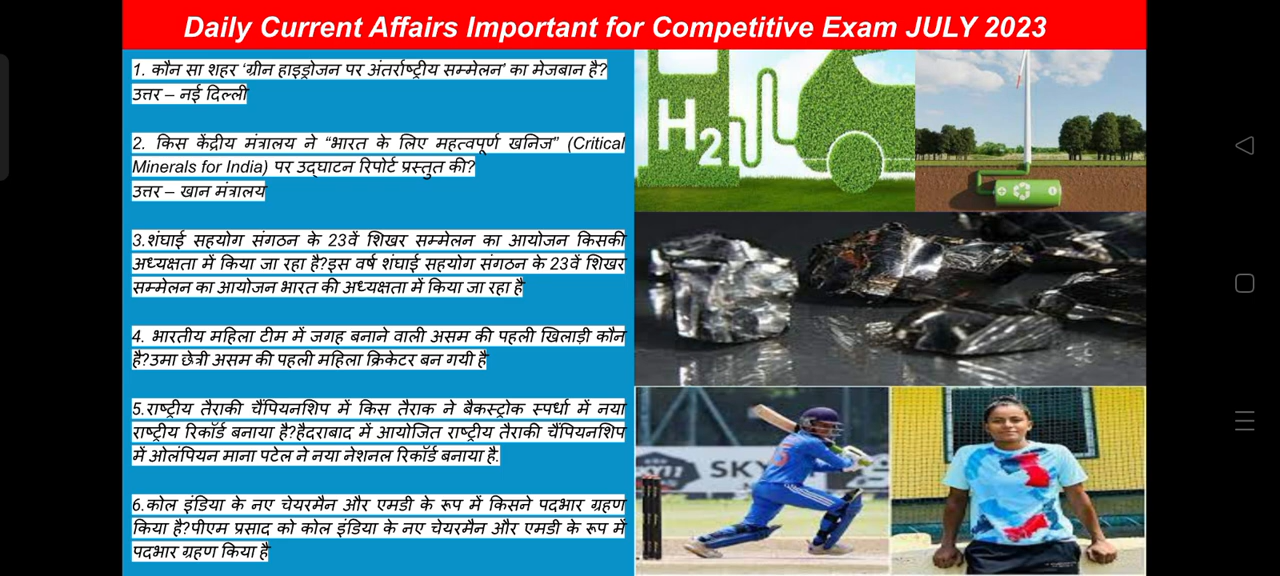 Daily Current Affairs Important for Competitive Exam JULY 2023
1. कौन सा शहर ‘ग्रीन हाइड्रोजन पर अंतर्राष्ट्रीय सम्मेलन’ का मेजबान है?
उत्तर – नई दिल्ली
2. किस केंद्रीय मंत्रालय ने “भारत के लिए महत्वपूर्ण खनिज” (Critical
Minerals for India) पर उद्घाटन रिपोर्ट प्रस्तुत की?
उत्तर – खान मंत्रालय
3.शंघाई सहयोग संगठन के 23वें शिखर सम्मेलन का आयोजन किसकी
अध्यक्षता में किया जा रहा है?इस वर्ष शंघाई सहयोग संगठन के 23वें शिखर
सम्मेलन का आयोजन भारत की अध्यक्षता में किया जा रहा है
4. भारतीय महिला टीम में जगह बनाने वाली असम की पहली खिलाड़ी कौन
है?उमा छेत्री असम की पहली महिला क्रिकेटर बन गयी है
5.राष्ट्रीय तैराकी चैंपियनशिप में किस तैराक ने बैकस्ट्रोक स्पर्धा में नया
राष्ट्रीय रिकॉर्ड बनाया है?हैदराबाद में आयोजित राष्ट्रीय तैराकी चैंपियनशिप
में ओलंपियन माना पटेल ने नया नेशनल रिकॉर्ड बनाया है.
6.कोल इंडिया के नए चेयरमैन और एमडी के रूप में किसने पदभार ग्रहण
किया है?पीएम प्रसाद को कोल इंडिया के नए चेयरमैन और एमडी के रूप में
पदभार ग्रहण किया है
H2
SKY